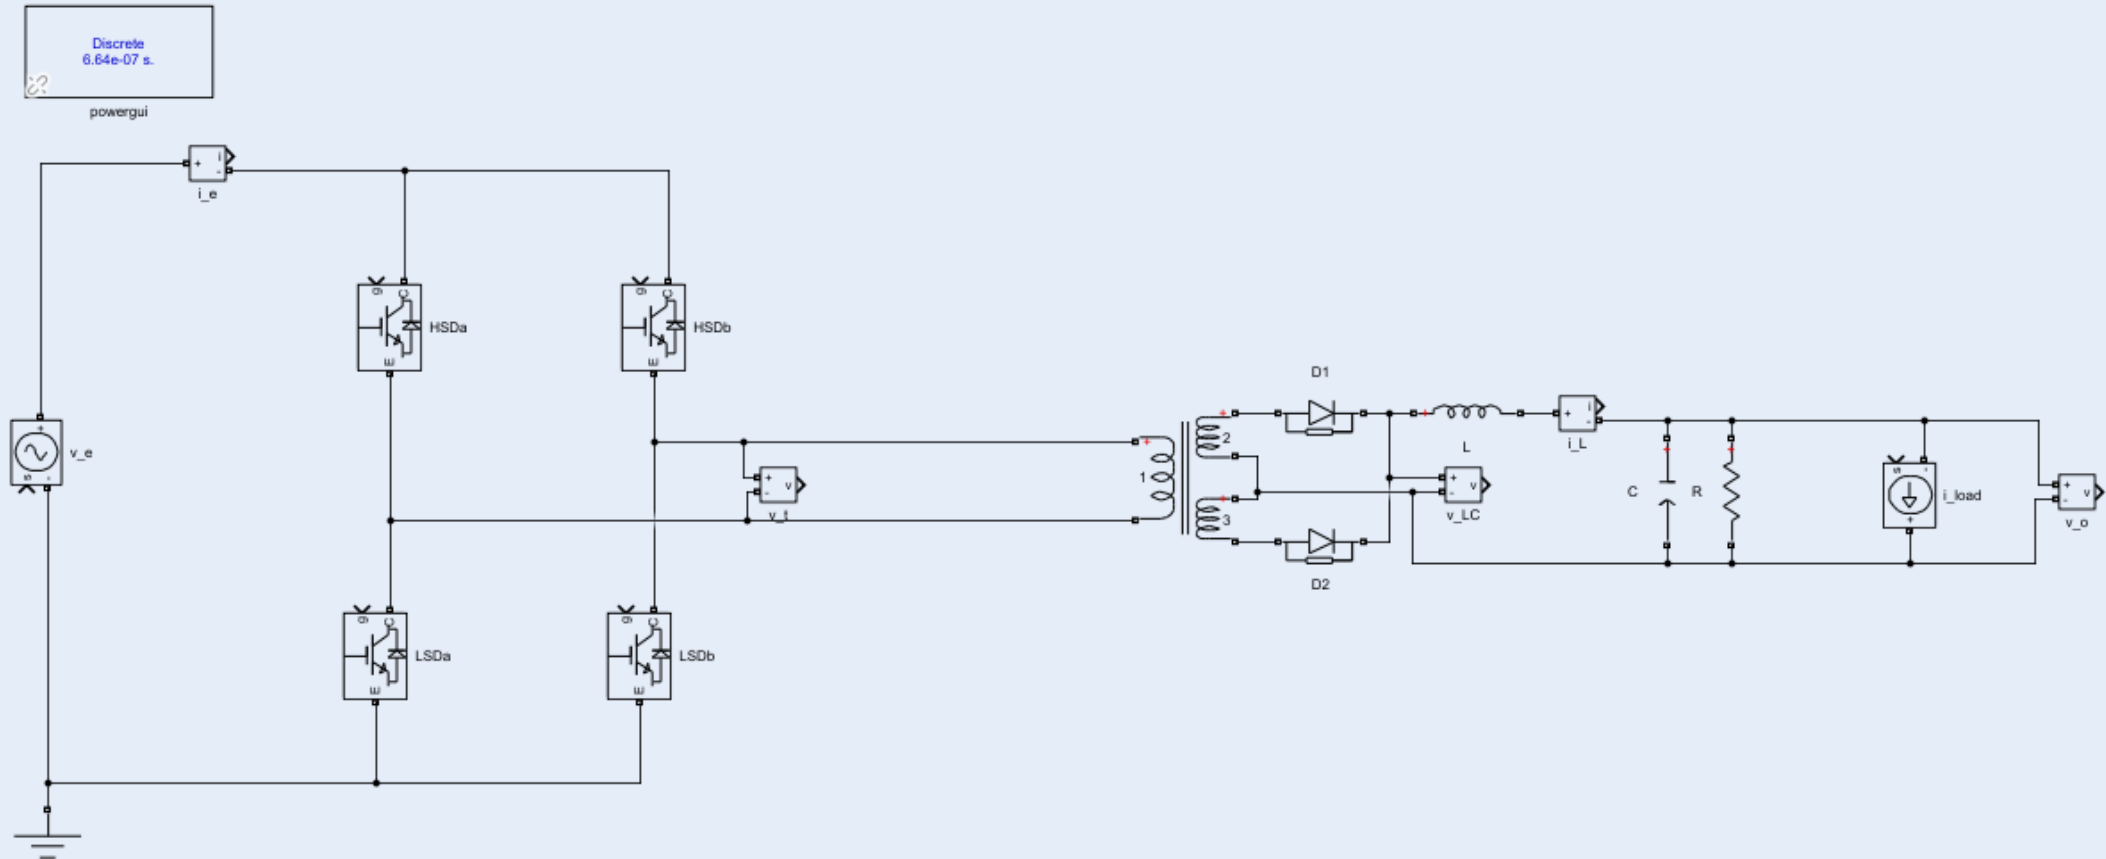 Discrete
6.64e-07 s.
powergui
i
+
-
i_e
g
C
E
HSDa
g
C
E
HSDb
+
s
-
v_e
+
-
v
v_t
g
C
E
LSDa
g
C
E
LSDb
+
1
+
2
+
3
D1
D2
+
L
+
-
v
v_LC
i
+
-
i_L
+
C
+
R
s
-
+
i_load
+
-
v
v_o